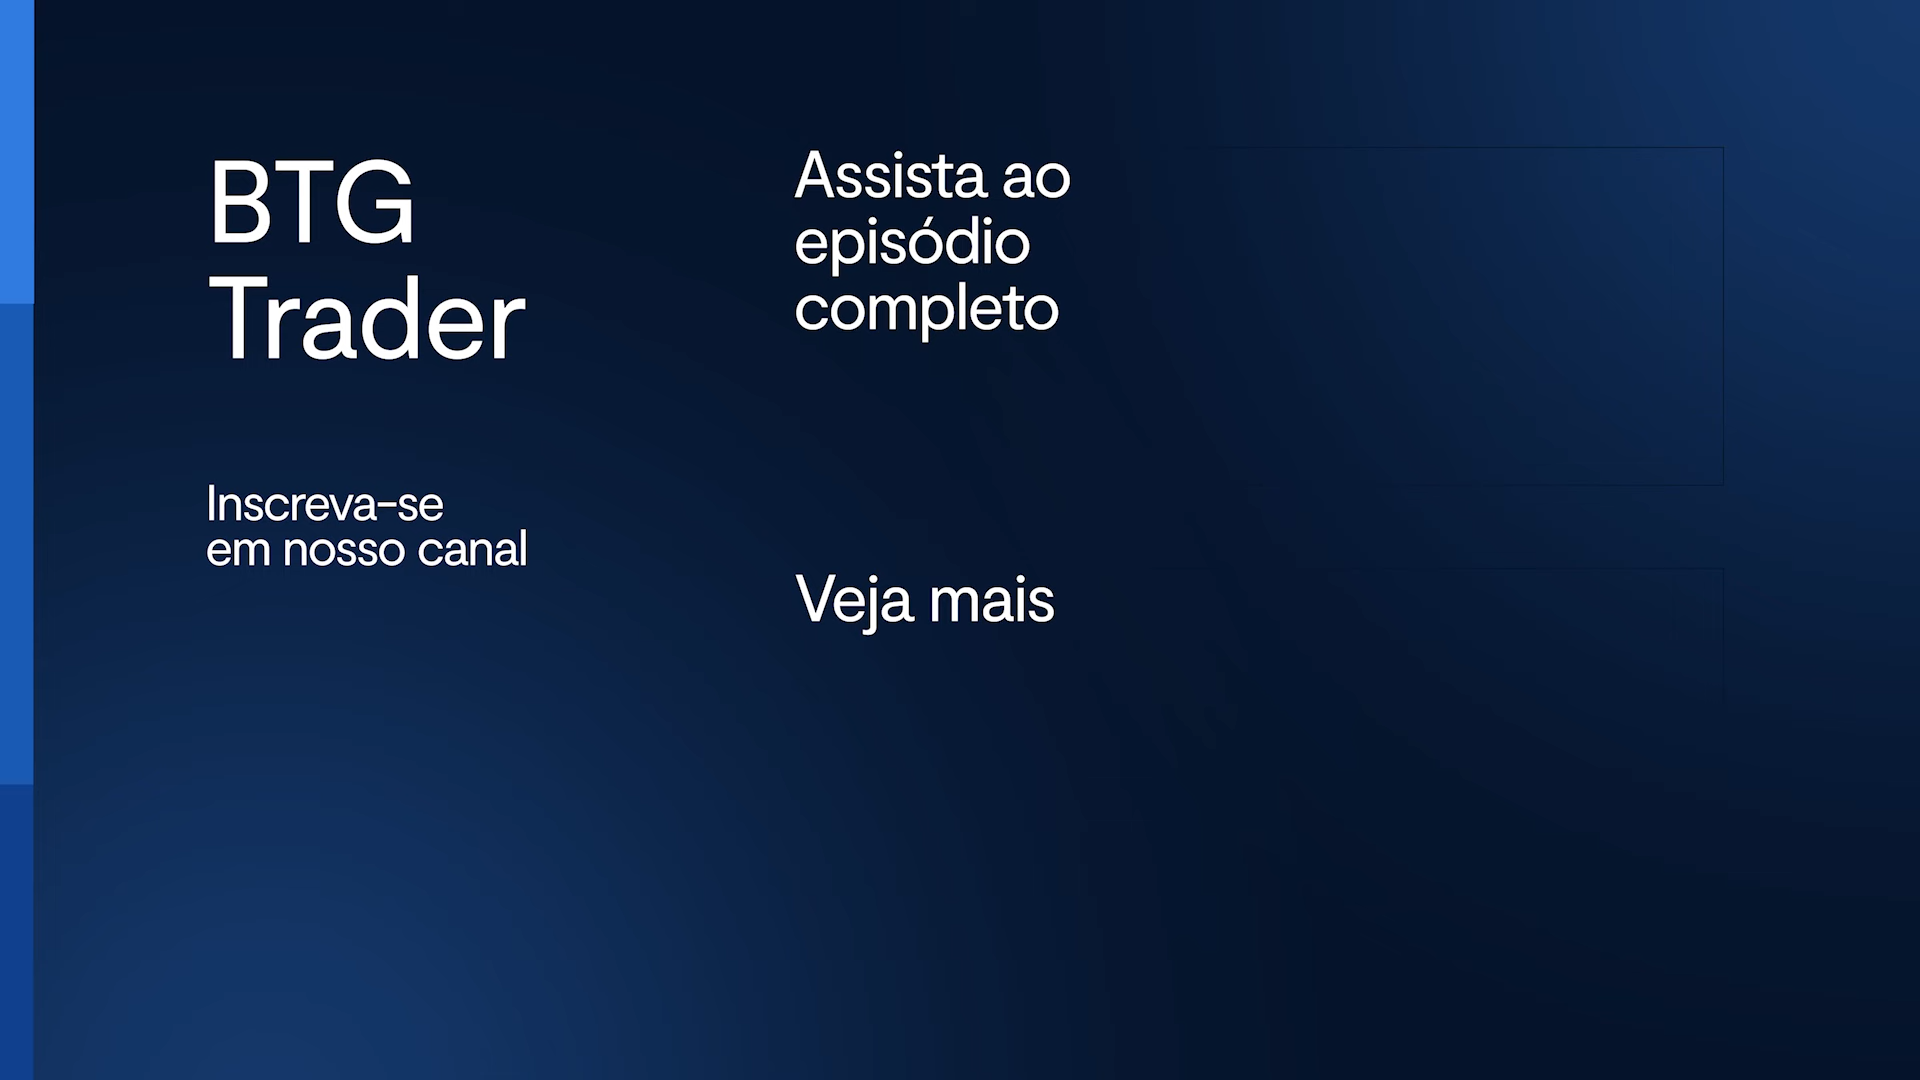 BTG
Trader
Inscreva-se
em nosso canal
Assista ao
episódio
completo
Veja mais